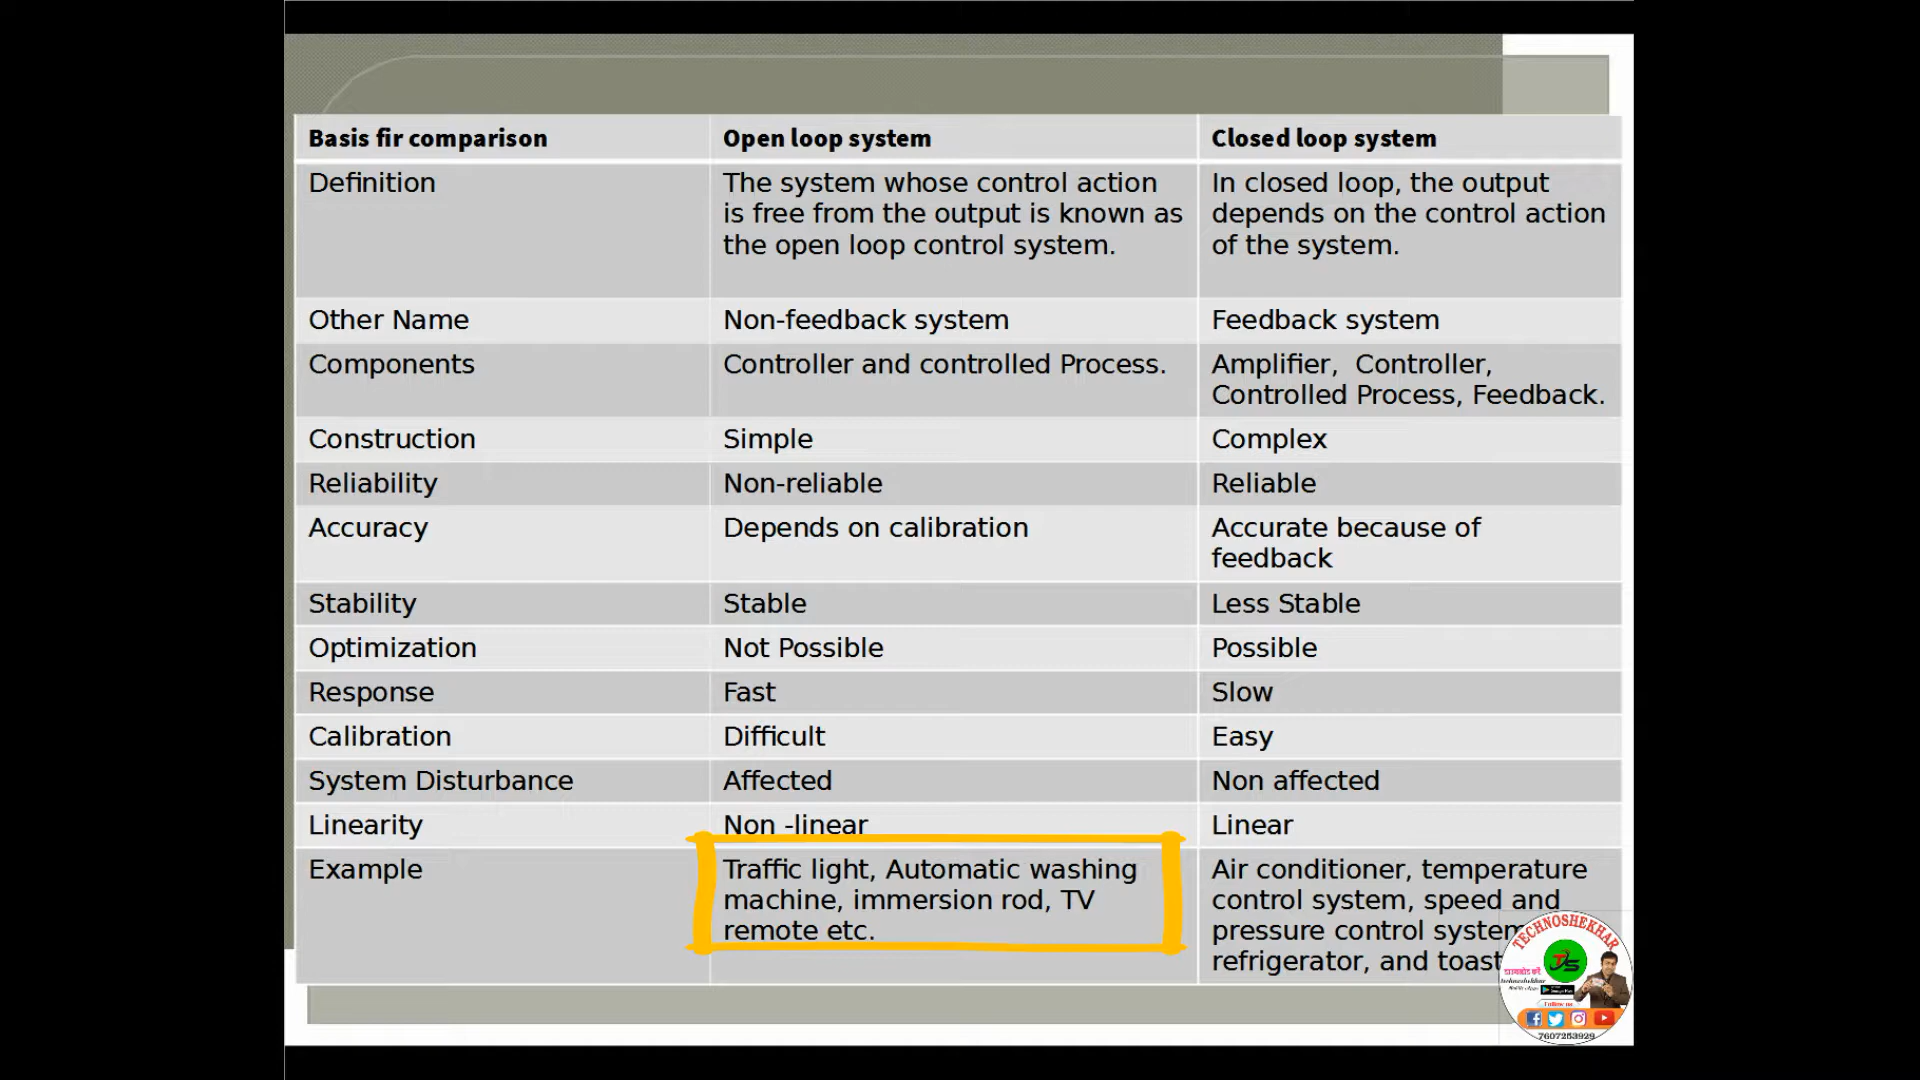 Basis fir comparison
Open loop system
Closed loop system
Definition
The system whose control action
is free from the output is known as
the open loop control system.
In closed loop, the output
depends on the control action
of the system.
Other Name
Non-feedback system
Feedback system
Components
Controller and controlled Process.
Amplifier, Controller,
Controlled Process, Feedback.
Construction
Simple
Complex
Reliability
Non-reliable
Reliable
Accuracy
Depends on calibration
Accurate because of
feedback
Stability
Stable
Less Stable
Optimization
Not Possible
Possible
Response
Fast
Slow
Calibration
Difficult
Easy
System Disturbance
Affected
Non affected
Linearity
Non -linear
Linear
Example
Traffic light, Automatic washing
machine, immersion rod, TV
remote etc.
Air conditioner, temperature
control system, speed and
pressure control system
refrigerator, and toast
TECHNOSHEKHAR
TS
technoshekhar
Follow us
7607253929